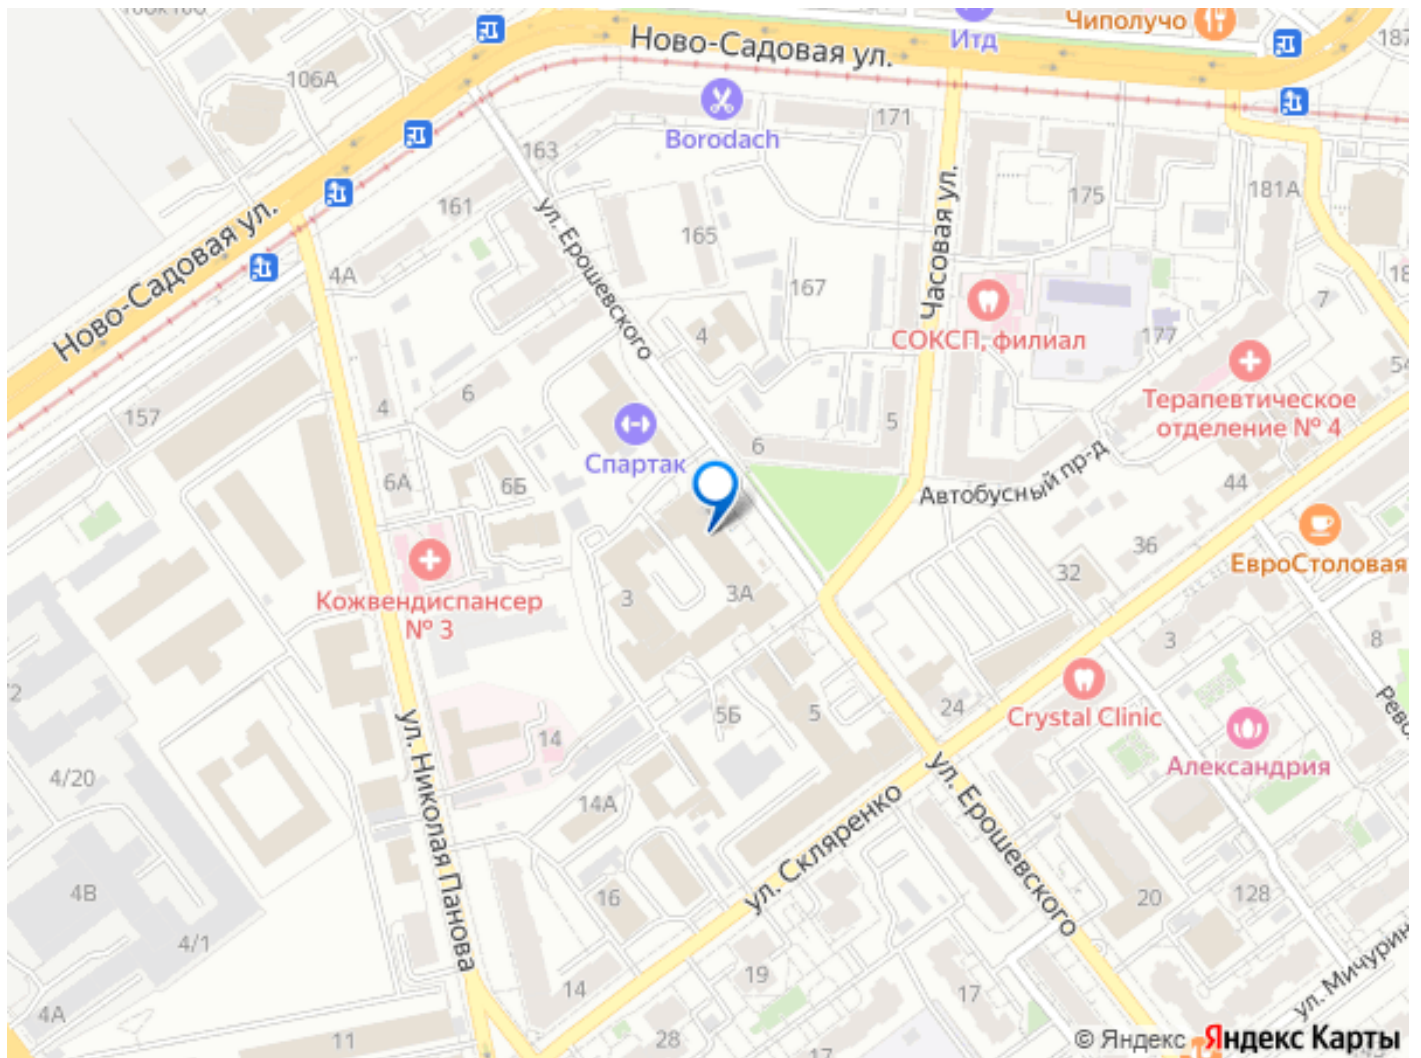 Чиполучо
Итд
187
Ново-Садовая ул.
106А
Borodach
171
163
175
181А
161
ул. Ерошевского
165
Часовая ул.
Ново-Садовая ул.
4А
167
7
СОКСП, филиал
177
4
6
54
Терапевтическое
отделение № 4
157
4
5
6
Спартак
Автобусный пр-д
44
6А
6Б
ЕвроСтоловая
36
32
Кожвендиспансер
№ 3
3
3А
3
8
Crystal Clinic
24
5Б
5
14
Александрия
4/20
ул. Николая Панова
14А
ул. Скляренко
ул. Ерошевского
4В
16
20
128
4/1
19
17
14
ул. Мичурин
4А
11
28
17
© Яндекс Яндекс Карты